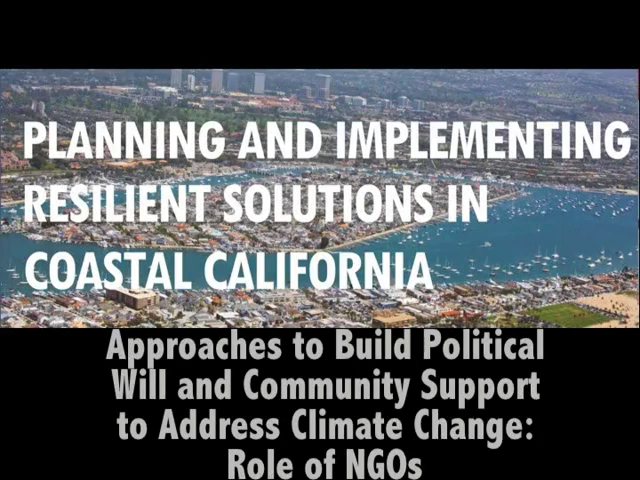 PLANNING AND IMPLEMENTING
RESILIENT SOLUTIONS IN
COASTAL CALIFORNIA
Approaches to Build Political
Will and Community Support
to Address Climate Change:
Role of NGOs